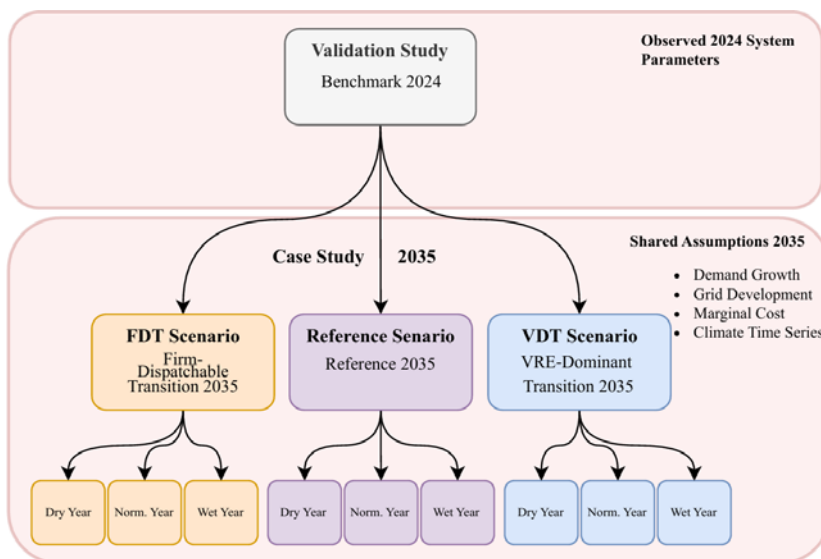 Validation Study
Benchmark 2024
Observed 2024 System
Parameters
Case Study 2035
Shared Assumptions 2035
• Demand Growth
• Grid Development
• Marginal Cost
• Climate Time Series
FDT Scenario
Firm-
Dispatchable
Transition 2035
Reference Senario
Reference 2035
VDT Scenario
VRE-Dominant
Transition 2035
Dry Year
Norm. Year
Wet Year
Dry Year
Norm. Year
Wet Year
Dry Year
Norm. Year
Wet Year